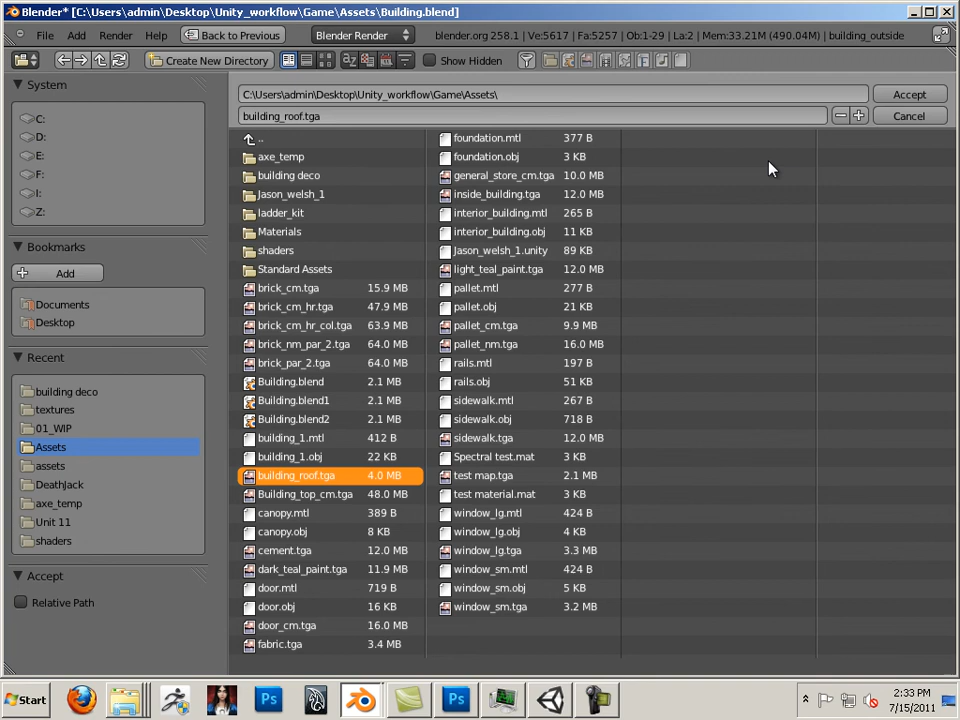 Blender* [C:\Users\admin\Desktop\Unity_workflow\Game\Assets\Building.blend]
File Add Render Help Back to Previous Blender Render blender.org 258.1 | Ve:5617 | Fa:5257 | Ob:1-29 | La:2 | Mem:33.21M (490.04M) | building_outside
Create New Directory Show Hidden
System
C:
D:
E:
F:
I:
Z:
Bookmarks
Add
Documents
Desktop
Recent
building deco
textures
01_WIP
Assets
assets
DeathJack
axe_temp
Unit 11
shaders
Accept
Relative Path
C:\Users\admin\Desktop\Unity_workflow\Game\Assets\ Accept
building_roof.tga Cancel
..
axe_temp
building deco
Jason_welsh_1
ladder_kit
Materials
shaders
Standard Assets
brick_cm.tga 15.9 MB
brick_cm_hr.tga 47.9 MB
brick_cm_hr_col.tga 63.9 MB
brick_nm_par_2.tga 64.0 MB
brick_par_2.tga 64.0 MB
Building.blend 2.1 MB
Building.blend1 2.1 MB
Building.blend2 2.1 MB
building_1.mtl 412 B
building_1.obj 22 KB
building_roof.tga 4.0 MB
Building_top_cm.tga 48.0 MB
canopy.mtl 389 B
canopy.obj 8 KB
cement.tga 12.0 MB
dark_teal_paint.tga 11.9 MB
door.mtl 719 B
door.obj 16 KB
door_cm.tga 16.0 MB
fabric.tga 3.4 MB
foundation.mtl 377 B
foundation.obj 3 KB
general_store_cm.tga 10.0 MB
inside_building.tga 12.0 MB
interior_building.mtl 265 B
interior_building.obj 11 KB
Jason_welsh_1.unity 89 KB
light_teal_paint.tga 12.0 MB
pallet.mtl 277 B
pallet.obj 21 KB
pallet_cm.tga 9.9 MB
pallet_nm.tga 16.0 MB
rails.mtl 197 B
rails.obj 51 KB
sidewalk.mtl 267 B
sidewalk.obj 718 B
sidewalk.tga 12.0 MB
Spectral test.mat 3 KB
test map.tga 2.1 MB
test material.mat 3 KB
window_lg.mtl 424 B
window_lg.obj 4 KB
window_lg.tga 3.3 MB
window_sm.mtl 424 B
window_sm.obj 5 KB
window_sm.tga 3.2 MB
Start Ps Ps 2:33 PM
7/15/2011